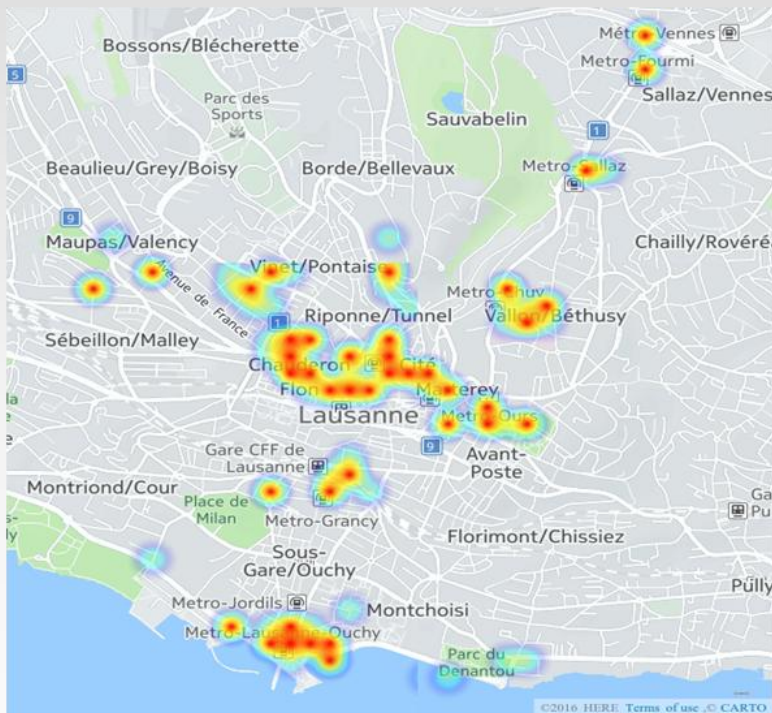 Bossons/Blécherette
Métro-Vennes
Metro-Fourmi
5
Sallaz/Vennes
Parc des
Sports
Sauvabelin
1
Beaulieu/Grey/Boisy
Borde/Bellevaux
Metro-Sallaz
9
Maupas/Valency
Chailly/Rovéré
Vinet/Pontaise
Avenue de France
Metro-Chuv
Riponne/Tunnel
Vallon/Béthusy
1
Sébeillon/Malley
Chauderon
Cité
Flon
Marterey
Lausanne
Metro-Ours
9
Gare CFF de
Lausanne
Avant-
Poste
Montriond/Cour
Place de
Milan
Metro-Grancy
Ga
Pu
Florimont/Chissiez
Sous-
Gare/Ouchy
Pully
Metro-Jordils
Montchoisi
Metro-Lausanne-Ouchy
Parc du
Denantou
©2016 HERE Terms of use ,© CARTO